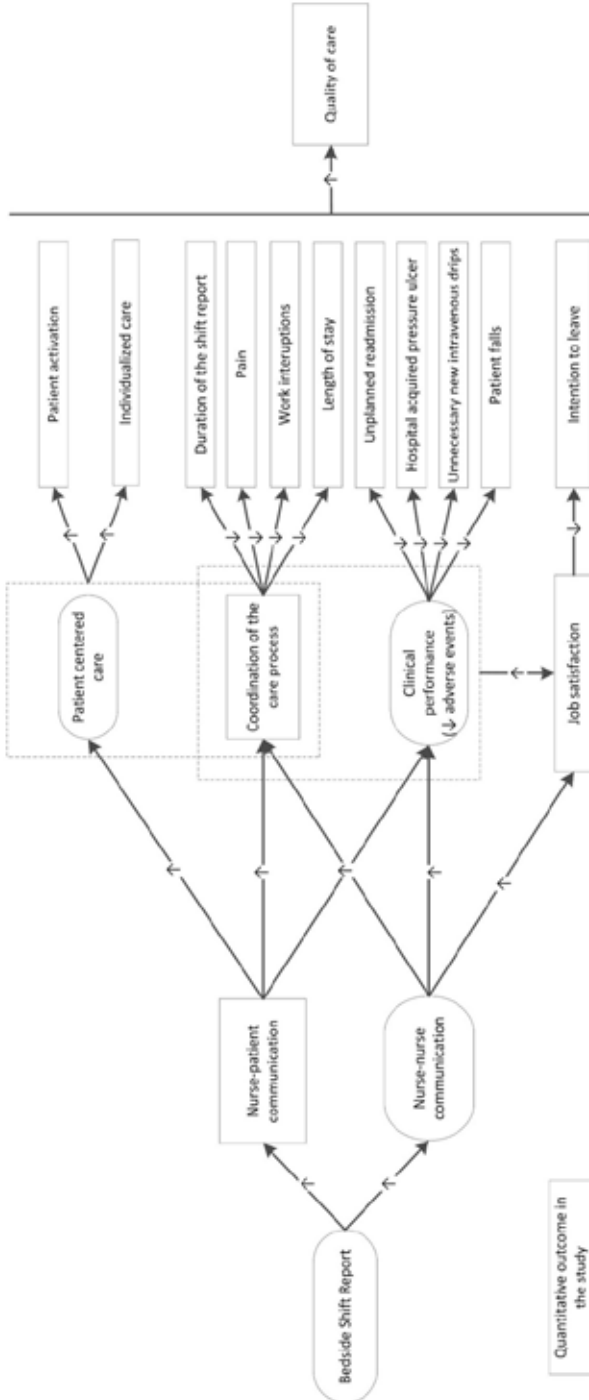 Bedside Shift Report
Nurse-patient
communication
Nurse-nurse
communication
Patient centered
care
Coordination of the
care process
Clinical
performance
(↓ adverse events)
Job satisfaction
Patient activation
Individualized care
Duration of the shift report
Pain
Work interuptions
Length of stay
Unplanned readmission
Hospital acquired pressure ulcer
Unnecessary new intravenous drips
Patient falls
Intention to leave
Quality of care
Quantitative outcome in
the study